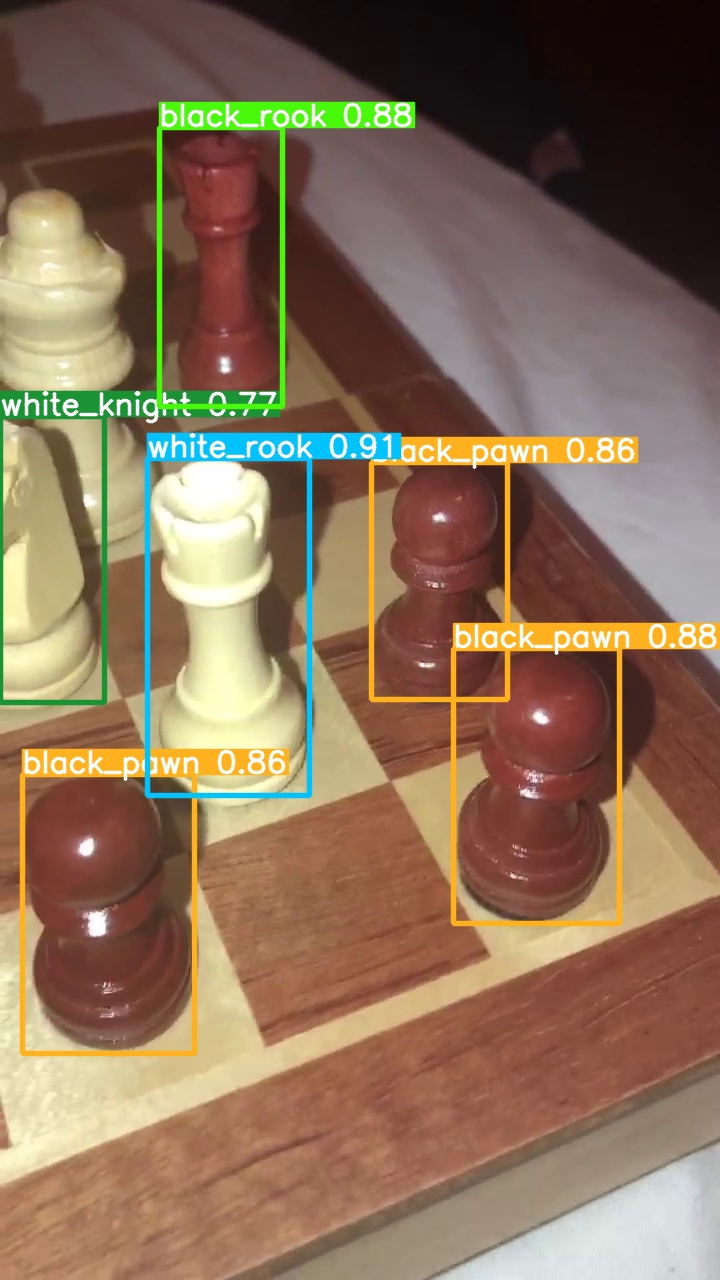 black_rook 0.88
white_knight 0.77
white_rook 0.91
ack_pawn 0.86
black_pawn 0.88
black_pawn 0.86